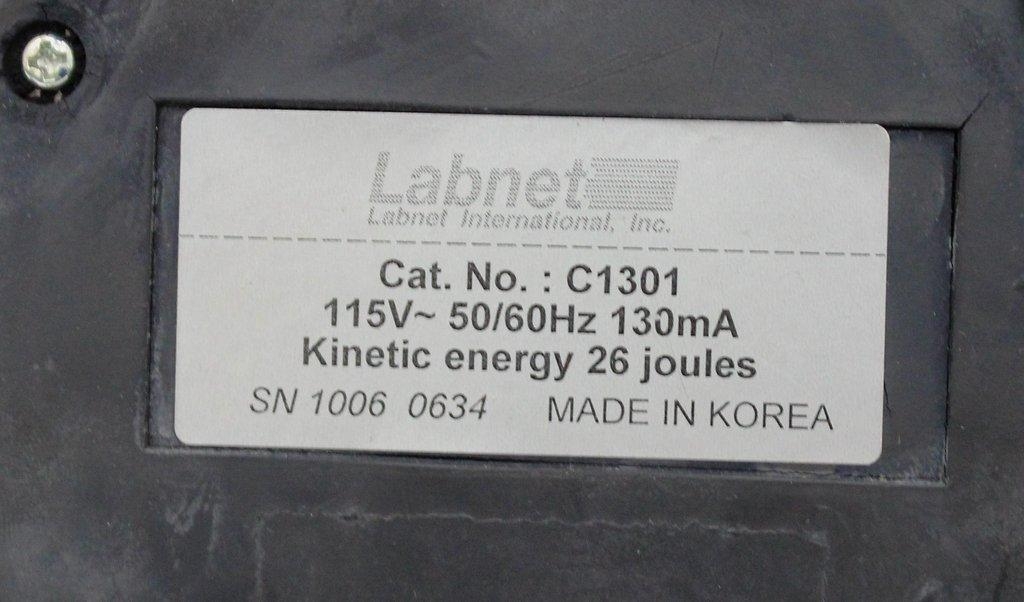 Labnet
Labnet International, Inc.
Cat. No. : C1301
115V~ 50/60Hz 130mA
Kinetic energy 26 joules
SN 1006 0634 MADE IN KOREA